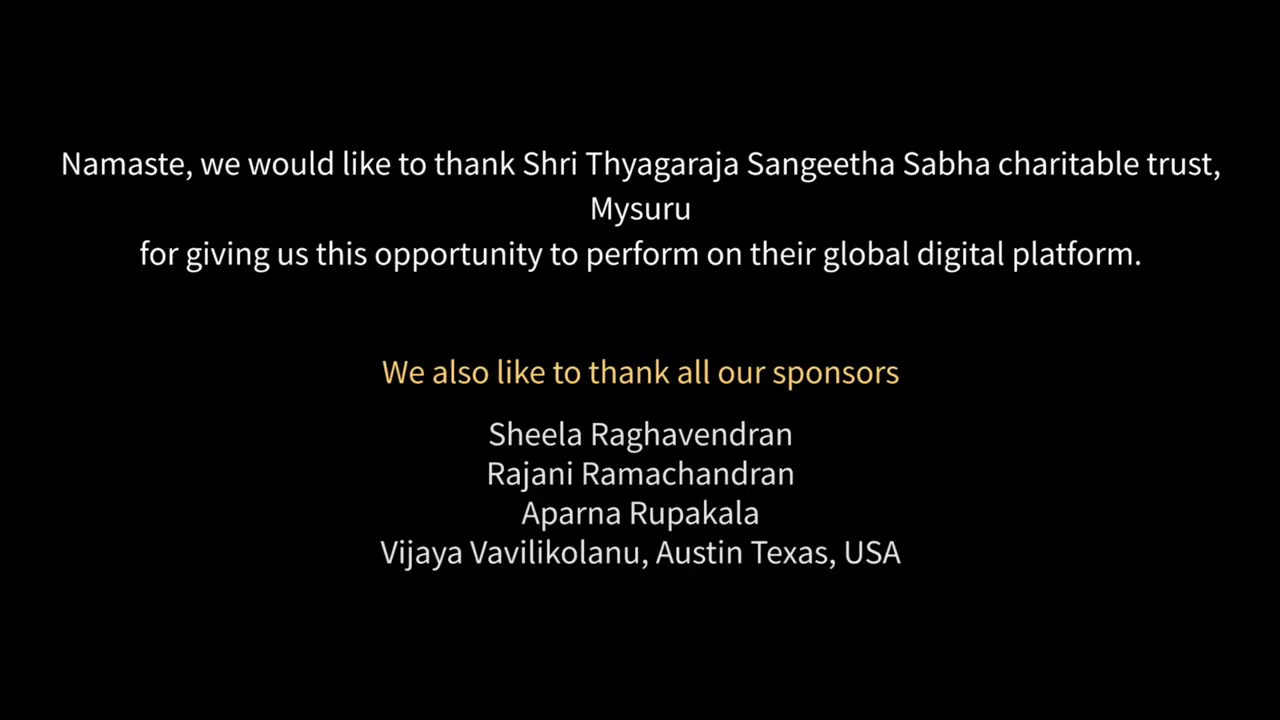 Namaste, we would like to thank Shri Thyagaraja Sangeetha Sabha charitable trust,
Mysuru
for giving us this opportunity to perform on their global digital platform.
We also like to thank all our sponsors
Sheela Raghavendran
Rajani Ramachandran
Aparna Rupakala
Vijaya Vavilikolanu, Austin Texas, USA